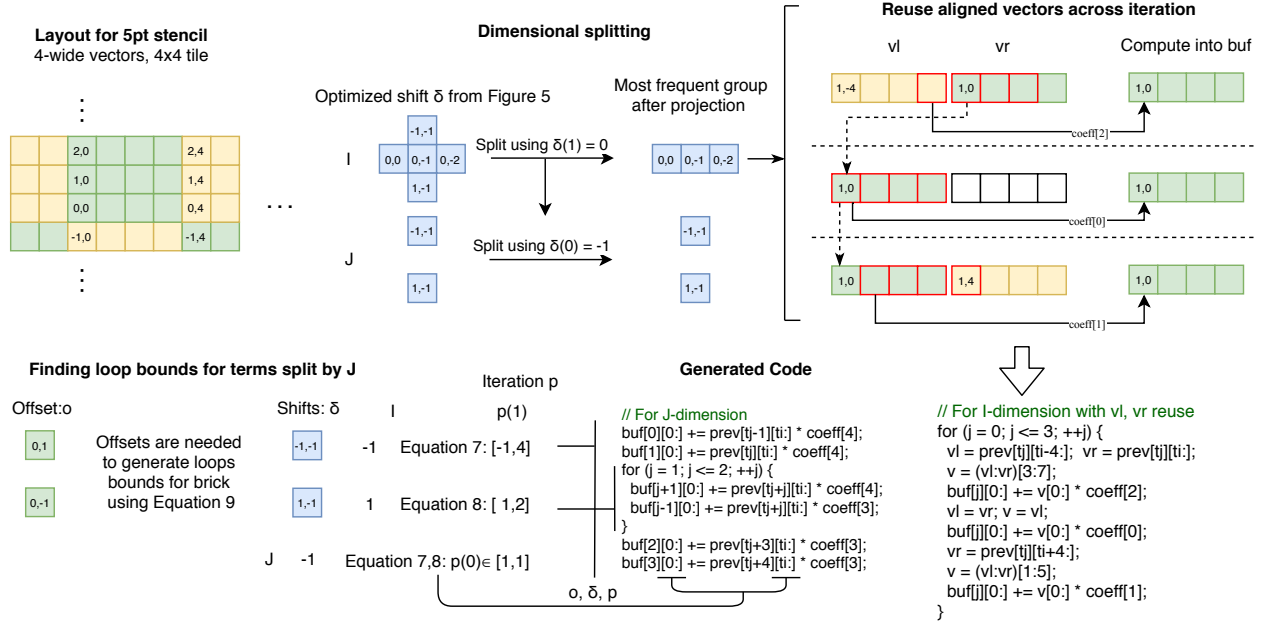 Layout for 5pt stencil
4-wide vectors, 4x4 tile
2,0
2,4
1,0
1,4
0,0
0,4
-1,0
-1,4
Dimensional splitting
Optimized shift δ from Figure 5
Most frequent group
after projection
I
-1,-1
0,0
0,-1
0,-2
1,-1
Split using δ(1) = 0
0,0
0,-1
0,-2
J
-1,-1
1,-1
Split using δ(0) = -1
-1,-1
1,-1
Reuse aligned vectors across iteration
vl
vr
Compute into buf
1,-4
1,0
1,0
coeff[2]
1,0
1,0
coeff[0]
1,0
1,4
1,0
coeff[1]
Finding loop bounds for terms split by J
Offset:o
0,1
0,-1
Offsets are needed
to generate loops
bounds for brick
using Equation 9
Shifts: δ
I
Iteration p
p(1)
-1,-1
-1
Equation 7: [-1,4]
1,-1
1
Equation 8: [ 1,2]
J
-1
Equation 7,8: p(0)∈ [1,1]
o, δ, p
Generated Code
// For J-dimension
buf[0][0:] += prev[tj-1][ti:] * coeff[4];
buf[1][0:] += prev[tj][ti:] * coeff[4];
for (j = 1; j <= 2; ++j) {
buf[j+1][0:] += prev[tj+j][ti:] * coeff[4];
buf[j-1][0:] += prev[tj+j][ti:] * coeff[3];
}
buf[2][0:] += prev[tj+3][ti:] * coeff[3];
buf[3][0:] += prev[tj+4][ti:] * coeff[3];
// For I-dimension with vl, vr reuse
for (j = 0; j <= 3; ++j) {
vl = prev[tj][ti-4:]; vr = prev[tj][ti:];
v = (vl:vr)[3:7];
buf[j][0:] += v[0:] * coeff[2];
vl = vr; v = vl;
buf[j][0:] += v[0:] * coeff[0];
vr = prev[tj][ti+4:];
v = (vl:vr)[1:5];
buf[j][0:] += v[0:] * coeff[1];
}